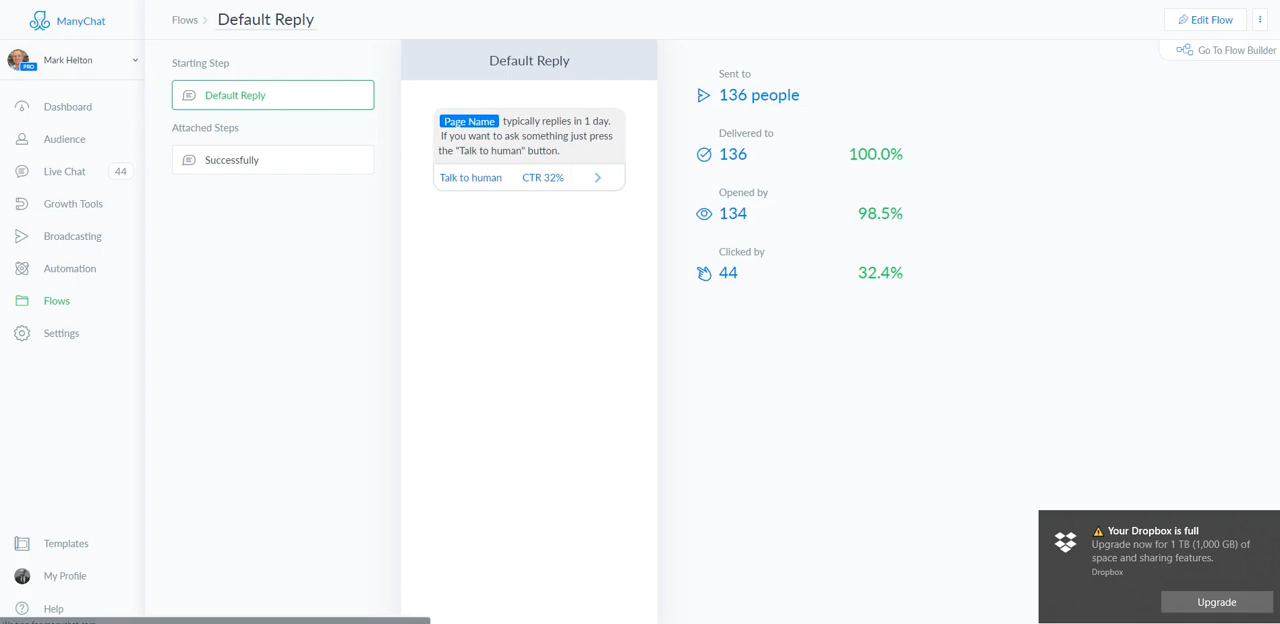 ManyChat
Flows
Default Reply
Edit Flow
Go To Flow Builder
PRO
Mark Helton
Dashboard
Audience
Live Chat 44
Growth Tools
Broadcasting
Automation
Flows
Settings
Templates
My Profile
Help
Starting Step
Default Reply
Attached Steps
Successfully
Default Reply
Page Name typically replies in 1 day.
If you want to ask something just press
the "Talk to human" button.
Talk to human CTR 32%
Sent to
136 people
Delivered to
136 100.0%
Opened by
134 98.5%
Clicked by
44 32.4%
Your Dropbox is full
Upgrade now for 1 TB (1,000 GB) of
space and sharing features.
Dropbox
Upgrade